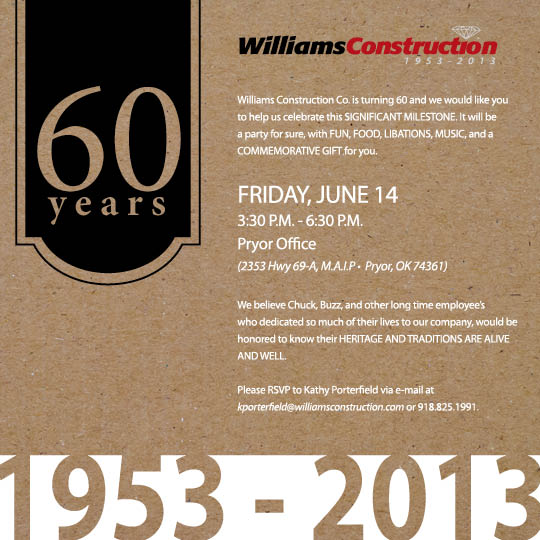 60
years
WilliamsConstruction
1953-2013
Williams Construction Co. is turning 60 and we would like you
to help us celebrate this SIGNIFICANT MILESTONE. It will be
a party for sure, with FUN, FOOD, LIBATIONS, MUSIC, and a
COMMEMORATIVE GIFT for you.
FRIDAY, JUNE 14
3:30 P.M. - 6:30 P.M.
Pryor Office
(2353 Hwy 69-A, M.A.I.P • Pryor, OK 74361)
We believe Chuck, Buzz, and other long time employee's
who dedicated so much of their lives to our company, would be
honored to know their HERITAGE AND TRADITIONS ARE ALIVE
AND WELL.
Please RSVP to Kathy Porterfield via e-mail at
kporterfield@williamsconstruction.com or 918.825.1991.
1953 - 2013